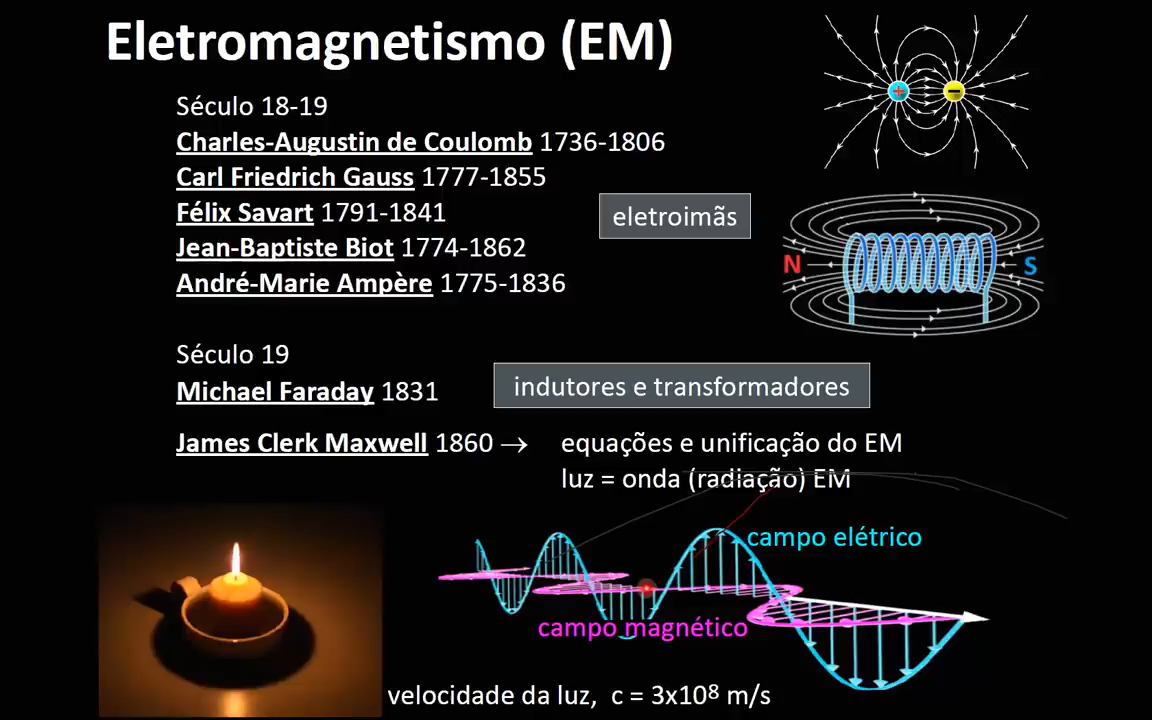 Eletromagnetismo (EM)
Século 18-19
Charles-Augustin de Coulomb 1736-1806
Carl Friedrich Gauss 1777-1855
Félix Savart 1791-1841
Jean-Baptiste Biot 1774-1862
André-Marie Ampère 1775-1836
eletroimãs
+ −
N S
Século 19
Michael Faraday 1831
indutores e transformadores
James Clerk Maxwell 1860 → equações e unificação do EM
luz = onda (radiação) EM
campo elétrico
campo magnético
velocidade da luz, c = 3x10⁸ m/s